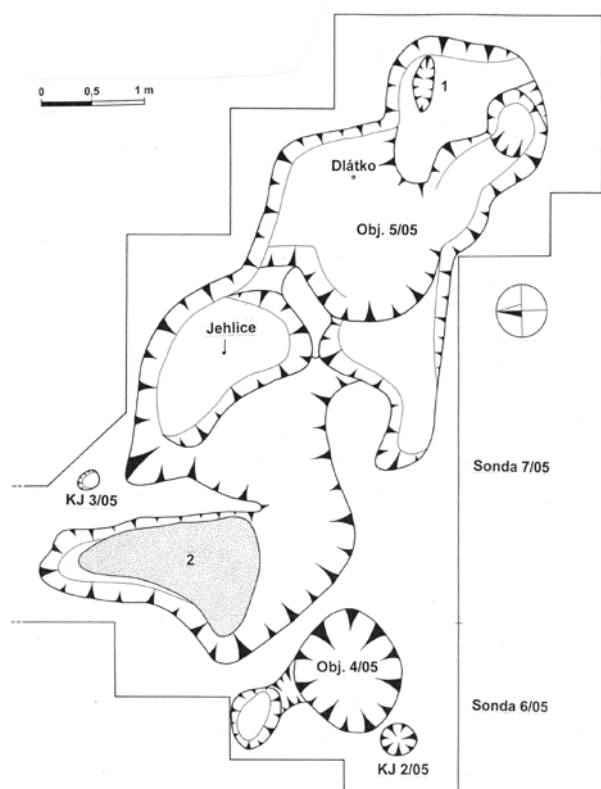 1
0 0,5 1 m
Dlátko
Obj. 5/05
Jehlice
Sonda 7/05
KJ 3/05
2
Obj. 4/05
Sonda 6/05
KJ 2/05